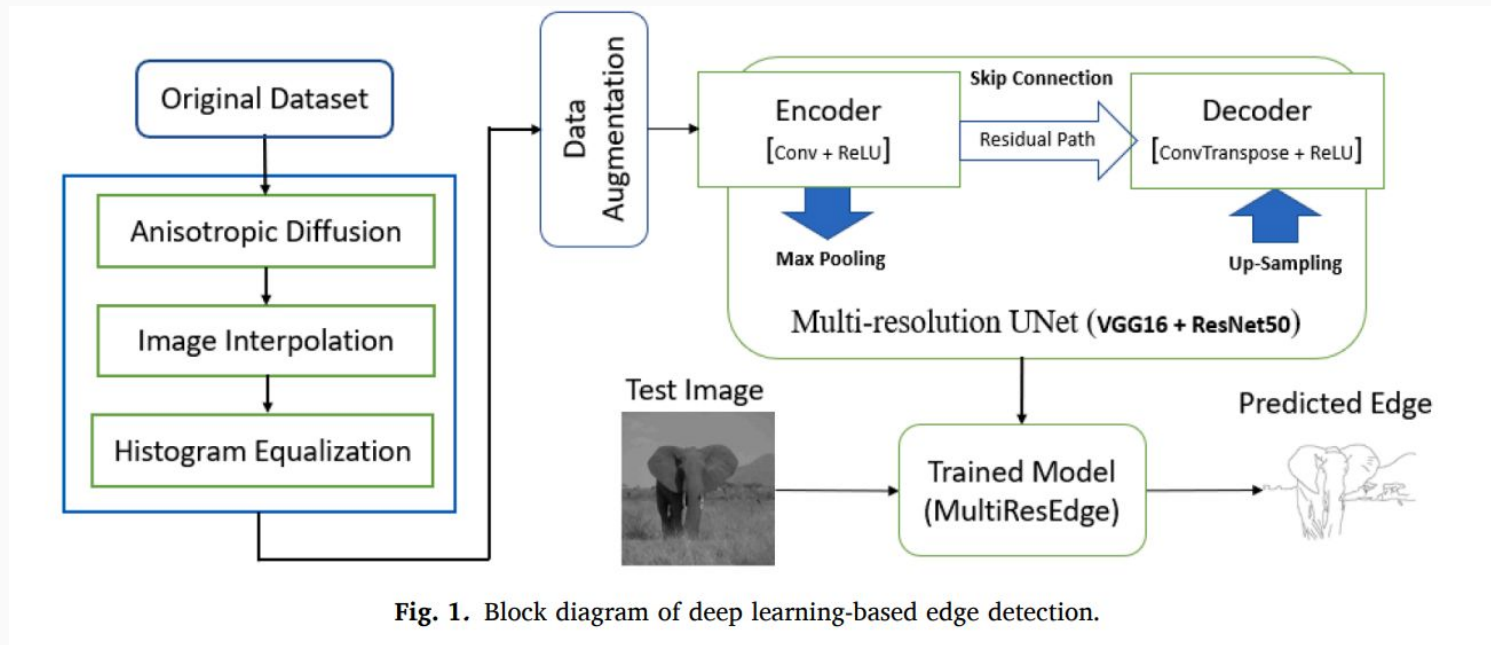 Original Dataset
Anisotropic Diffusion
Image Interpolation
Histogram Equalization
Data
Augmentation
Encoder
[Conv + ReLU]
Skip Connection
Residual Path
Decoder
[ConvTranspose + ReLU]
Max Pooling
Up-Sampling
Multi-resolution UNet (VGG16 + ResNet50)
Test Image
Trained Model
(MultiResEdge)
Predicted Edge
Fig. 1. Block diagram of deep learning-based edge detection.